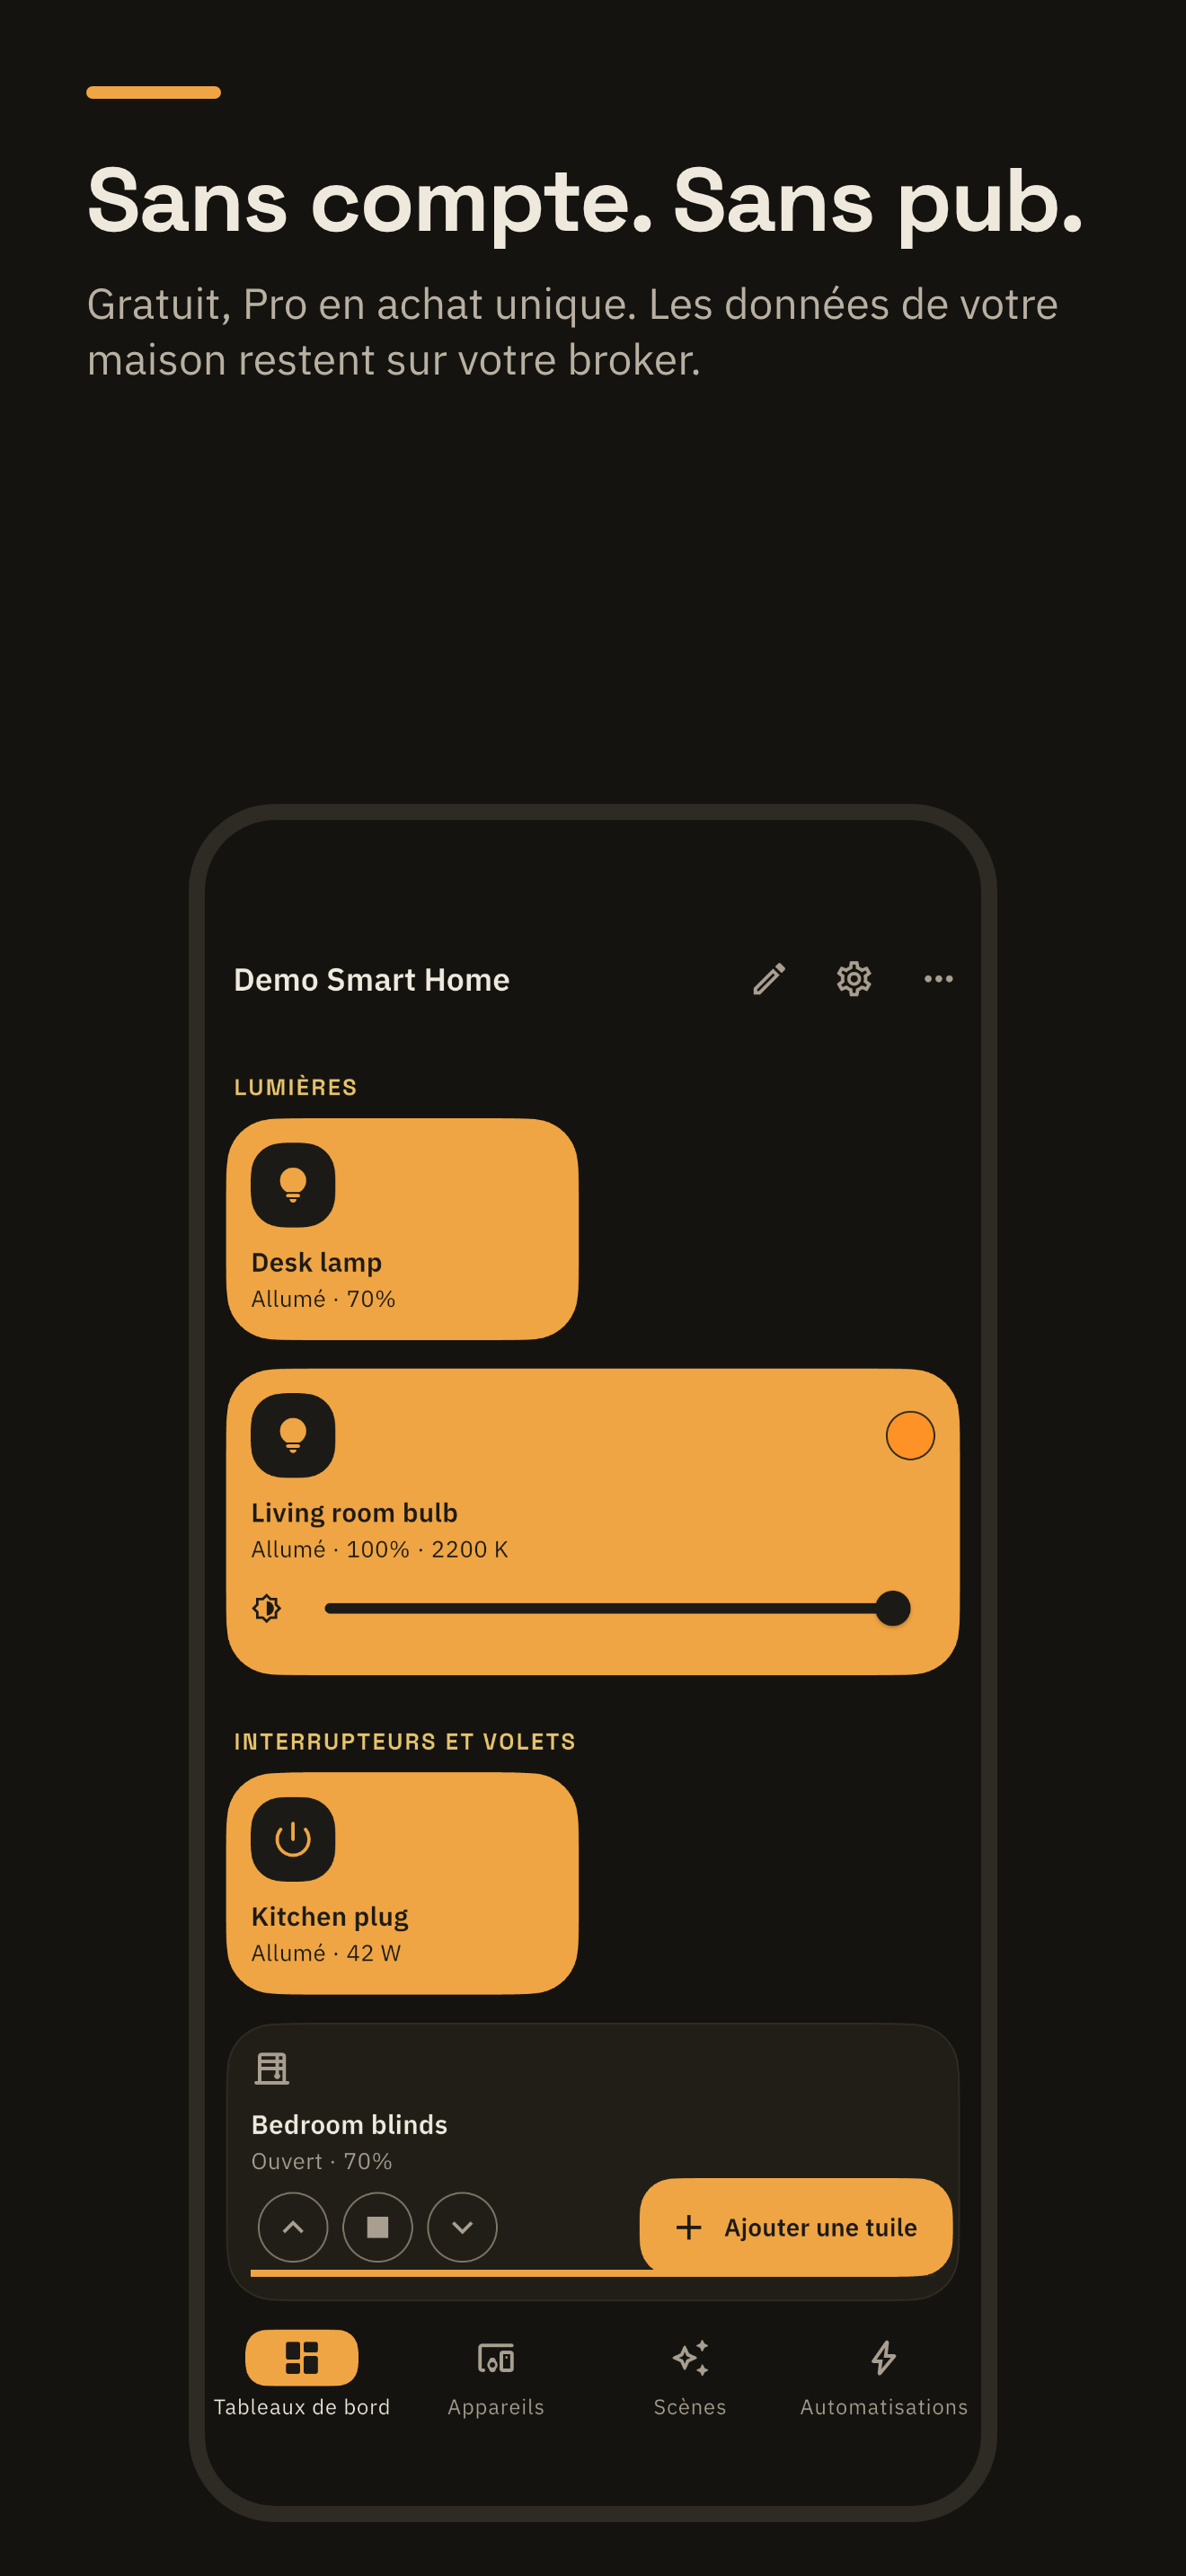 Sans compte. Sans pub.
Gratuit, Pro en achat unique. Les données de votre
maison restent sur votre broker.
Demo Smart Home
LUMIÈRES
Desk lamp
Allumé · 70%
Living room bulb
Allumé · 100% · 2200 K
INTERRUPTEURS ET VOLETS
Kitchen plug
Allumé · 42 W
Bedroom blinds
Ouvert · 70%
Ajouter une tuile
Tableaux de bord
Appareils
Scènes
Automatisations